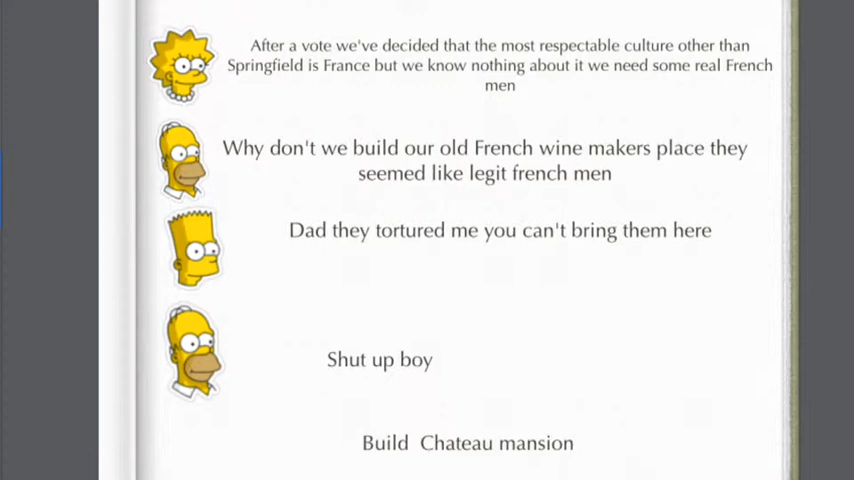 After a vote we've decided that the most respectable culture other than
Springfield is France but we know nothing about it we need some real French
men
Why don't we build our old French wine makers place they
seemed like legit french men
Dad they tortured me you can't bring them here
Shut up boy
Build Chateau mansion